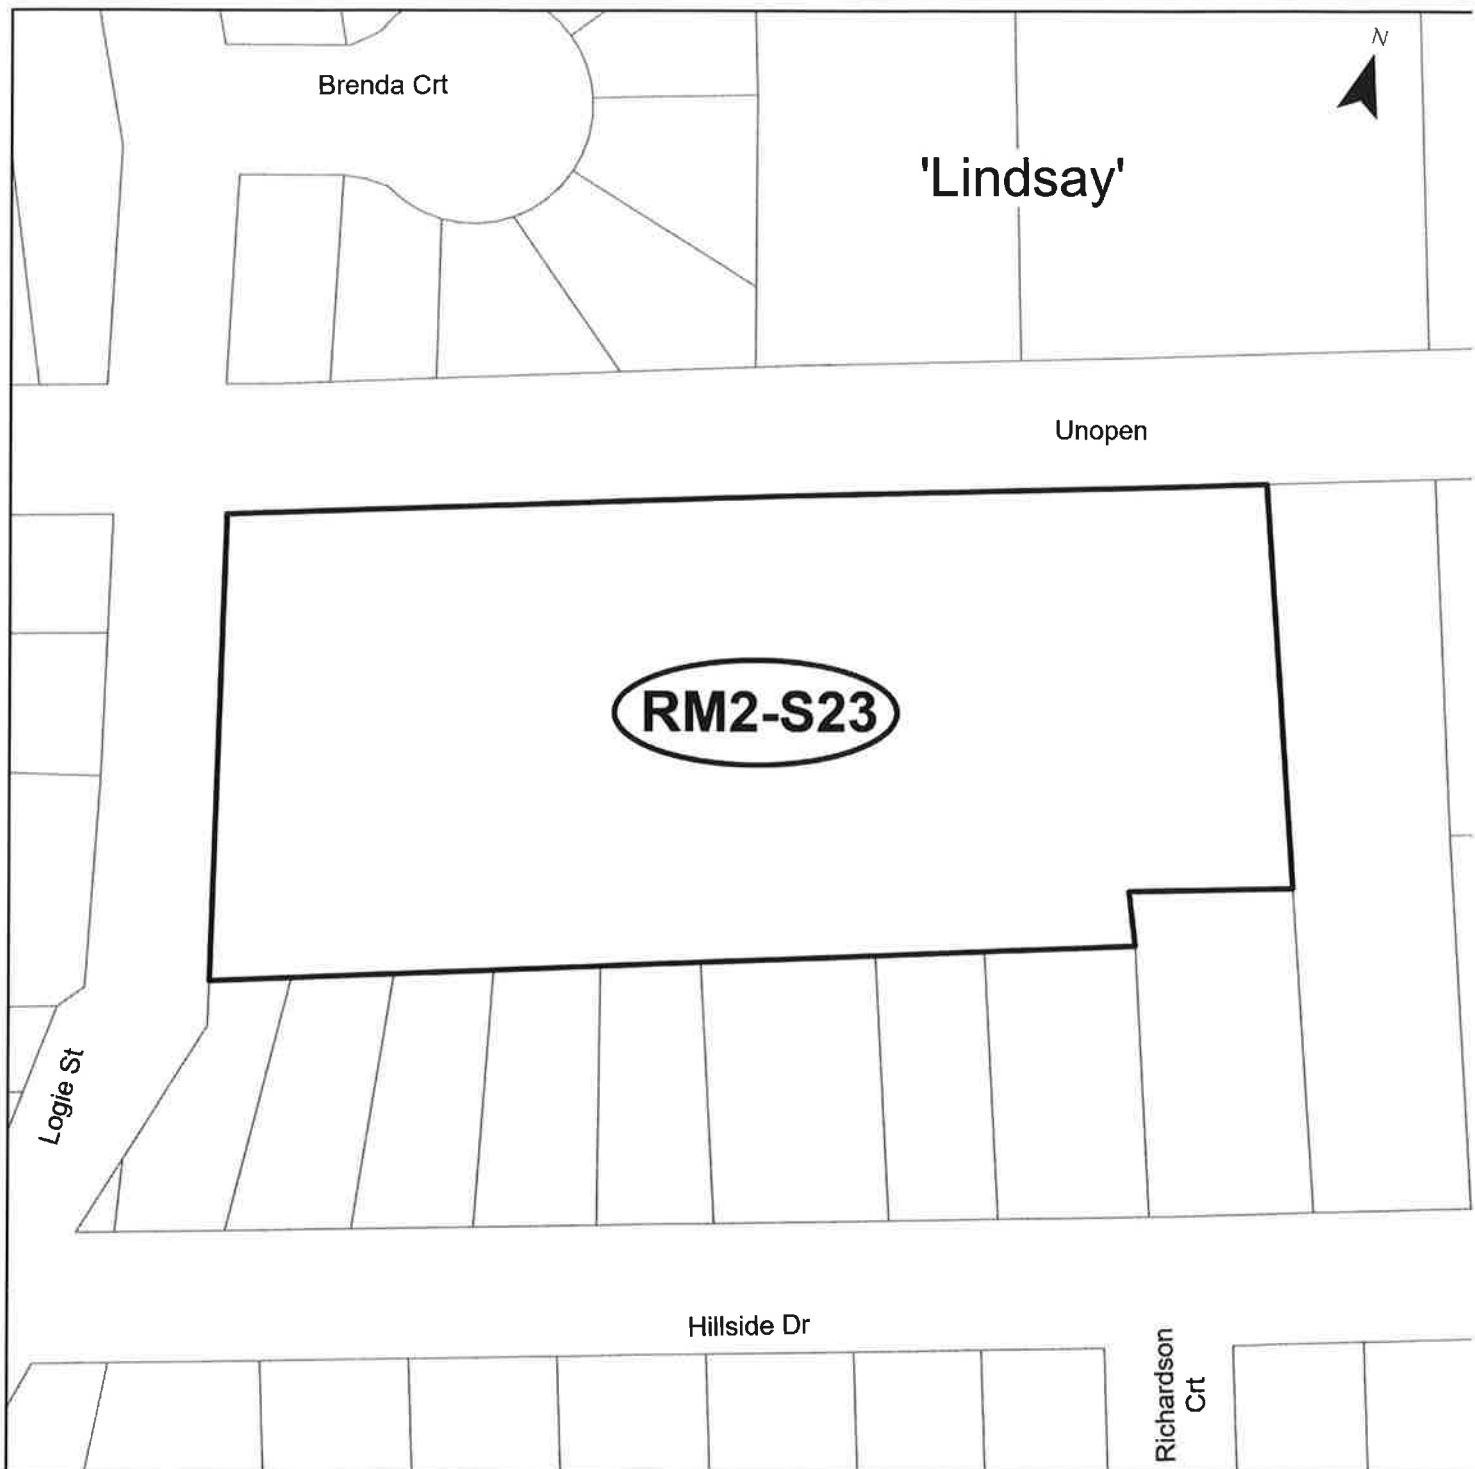 N
Brenda Crt
'Lindsay'
Unopen
RM2-S23
Logie St
Hillside Dr
Richardson
Crt